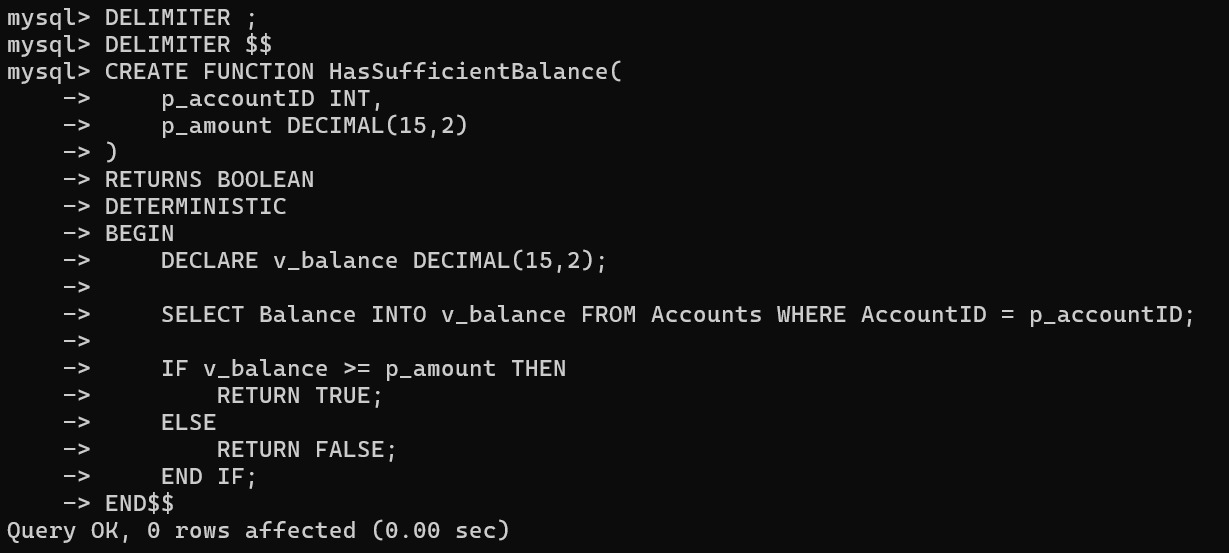 mysql> DELIMITER ;
mysql> DELIMITER $$
mysql> CREATE FUNCTION HasSufficientBalance(
    ->     p_accountID INT,
    ->     p_amount DECIMAL(15,2)
    -> )
    -> RETURNS BOOLEAN
    -> DETERMINISTIC
    -> BEGIN
    ->     DECLARE v_balance DECIMAL(15,2);
    ->
    ->     SELECT Balance INTO v_balance FROM Accounts WHERE AccountID = p_accountID;
    ->
    ->     IF v_balance >= p_amount THEN
    ->         RETURN TRUE;
    ->     ELSE
    ->         RETURN FALSE;
    ->     END IF;
    -> END$$
Query OK, 0 rows affected (0.00 sec)